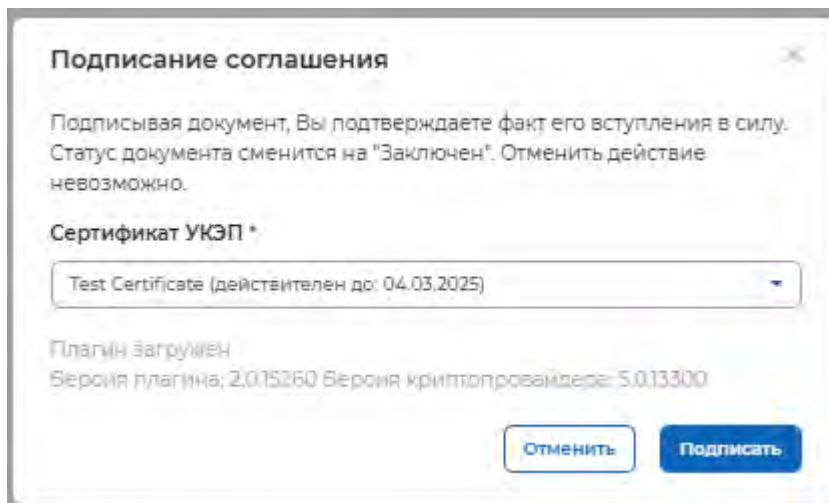 Подписание соглашения
Подписывая документ, Вы подтверждаете факт его вступления в силу.
Статус документа сменится на "Заключен". Отменить действие
невозможно.
Сертификат УКЭП *
Test Certificate (действителен до: 04.03.2025)
Плагин загружен
Версия плагина: 2.0.15260 Версия криптопровайдера: 5.0.13300
Отменить
Подписать